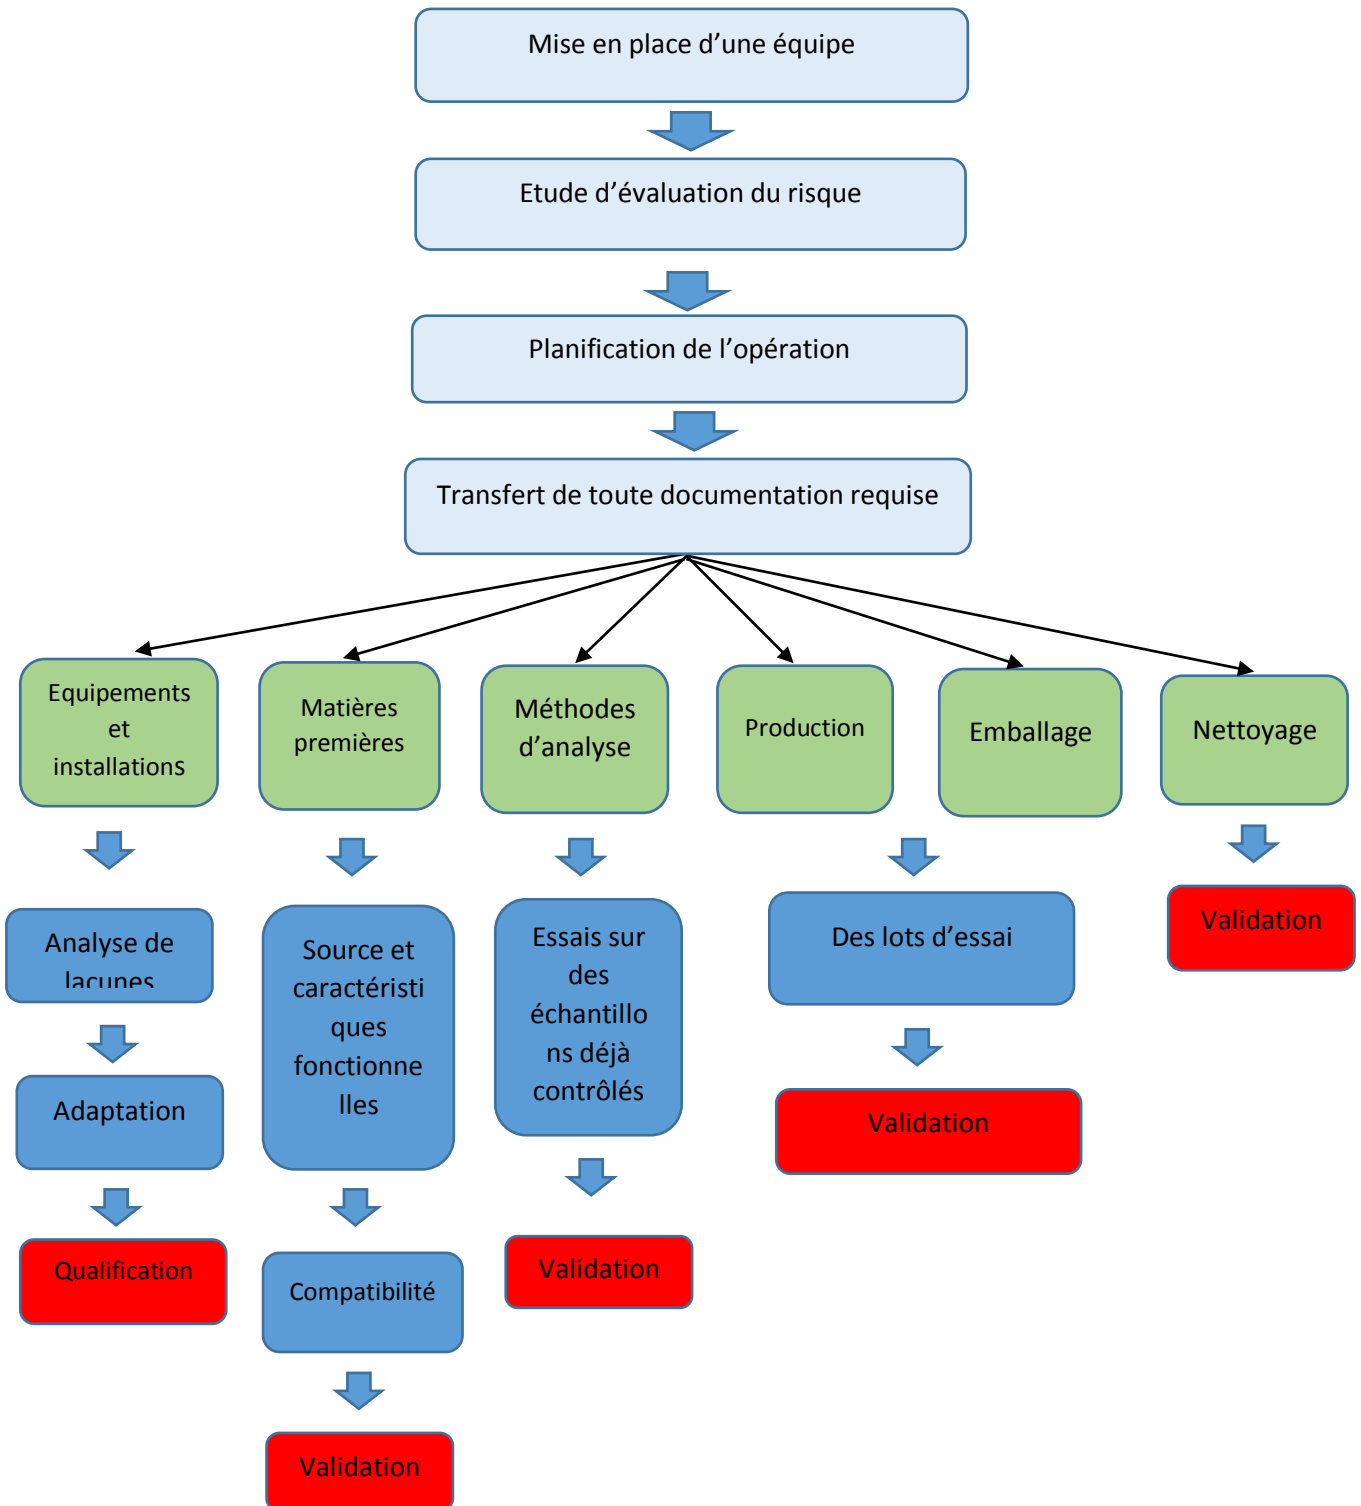 Mise en place d’une équipe
Etude d’évaluation du risque
Planification de l’opération
Transfert de toute documentation requise
Equipements
et
installations
Matières
premières
Méthodes
d’analyse
Production
Emballage
Nettoyage
Analyse de
lacunes
Adaptation
Qualification
Source et
caractéristi
ques
fonctionne
lles
Compatibilité
Validation
Essais sur
des
échantillo
ns déjà
contrôlés
Validation
Des lots d’essai
Validation
Validation